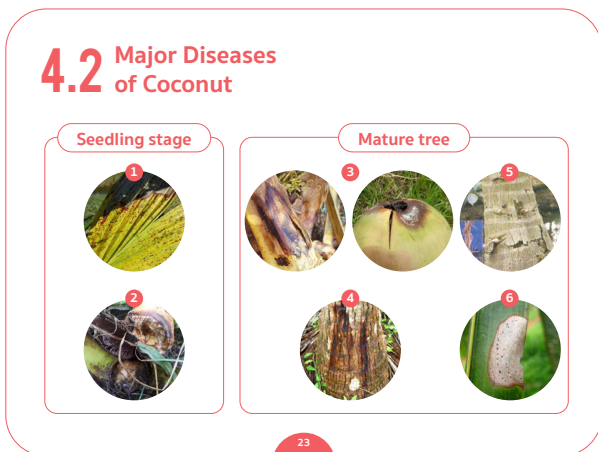 4.2 Major Diseases
of Coconut
Seedling stage
1
2
Mature tree
3
5
4
6
23